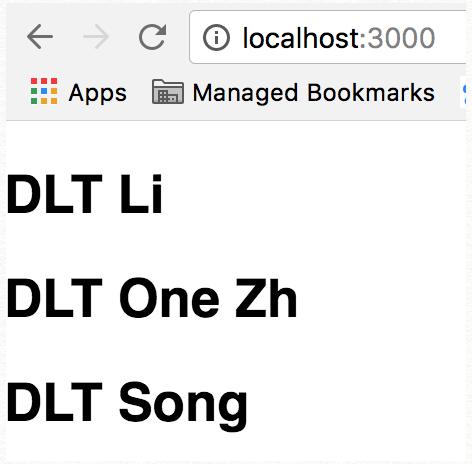 localhost:3000
Apps Managed Bookmarks
DLT Li
DLT One Zh
DLT Song